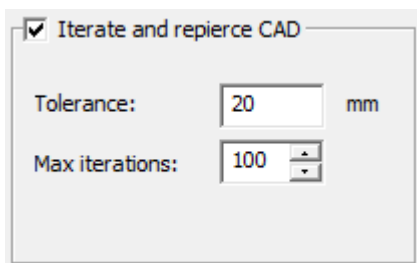 Iterate and repierce CAD
Tolerance: 20 mm
Max iterations: 100